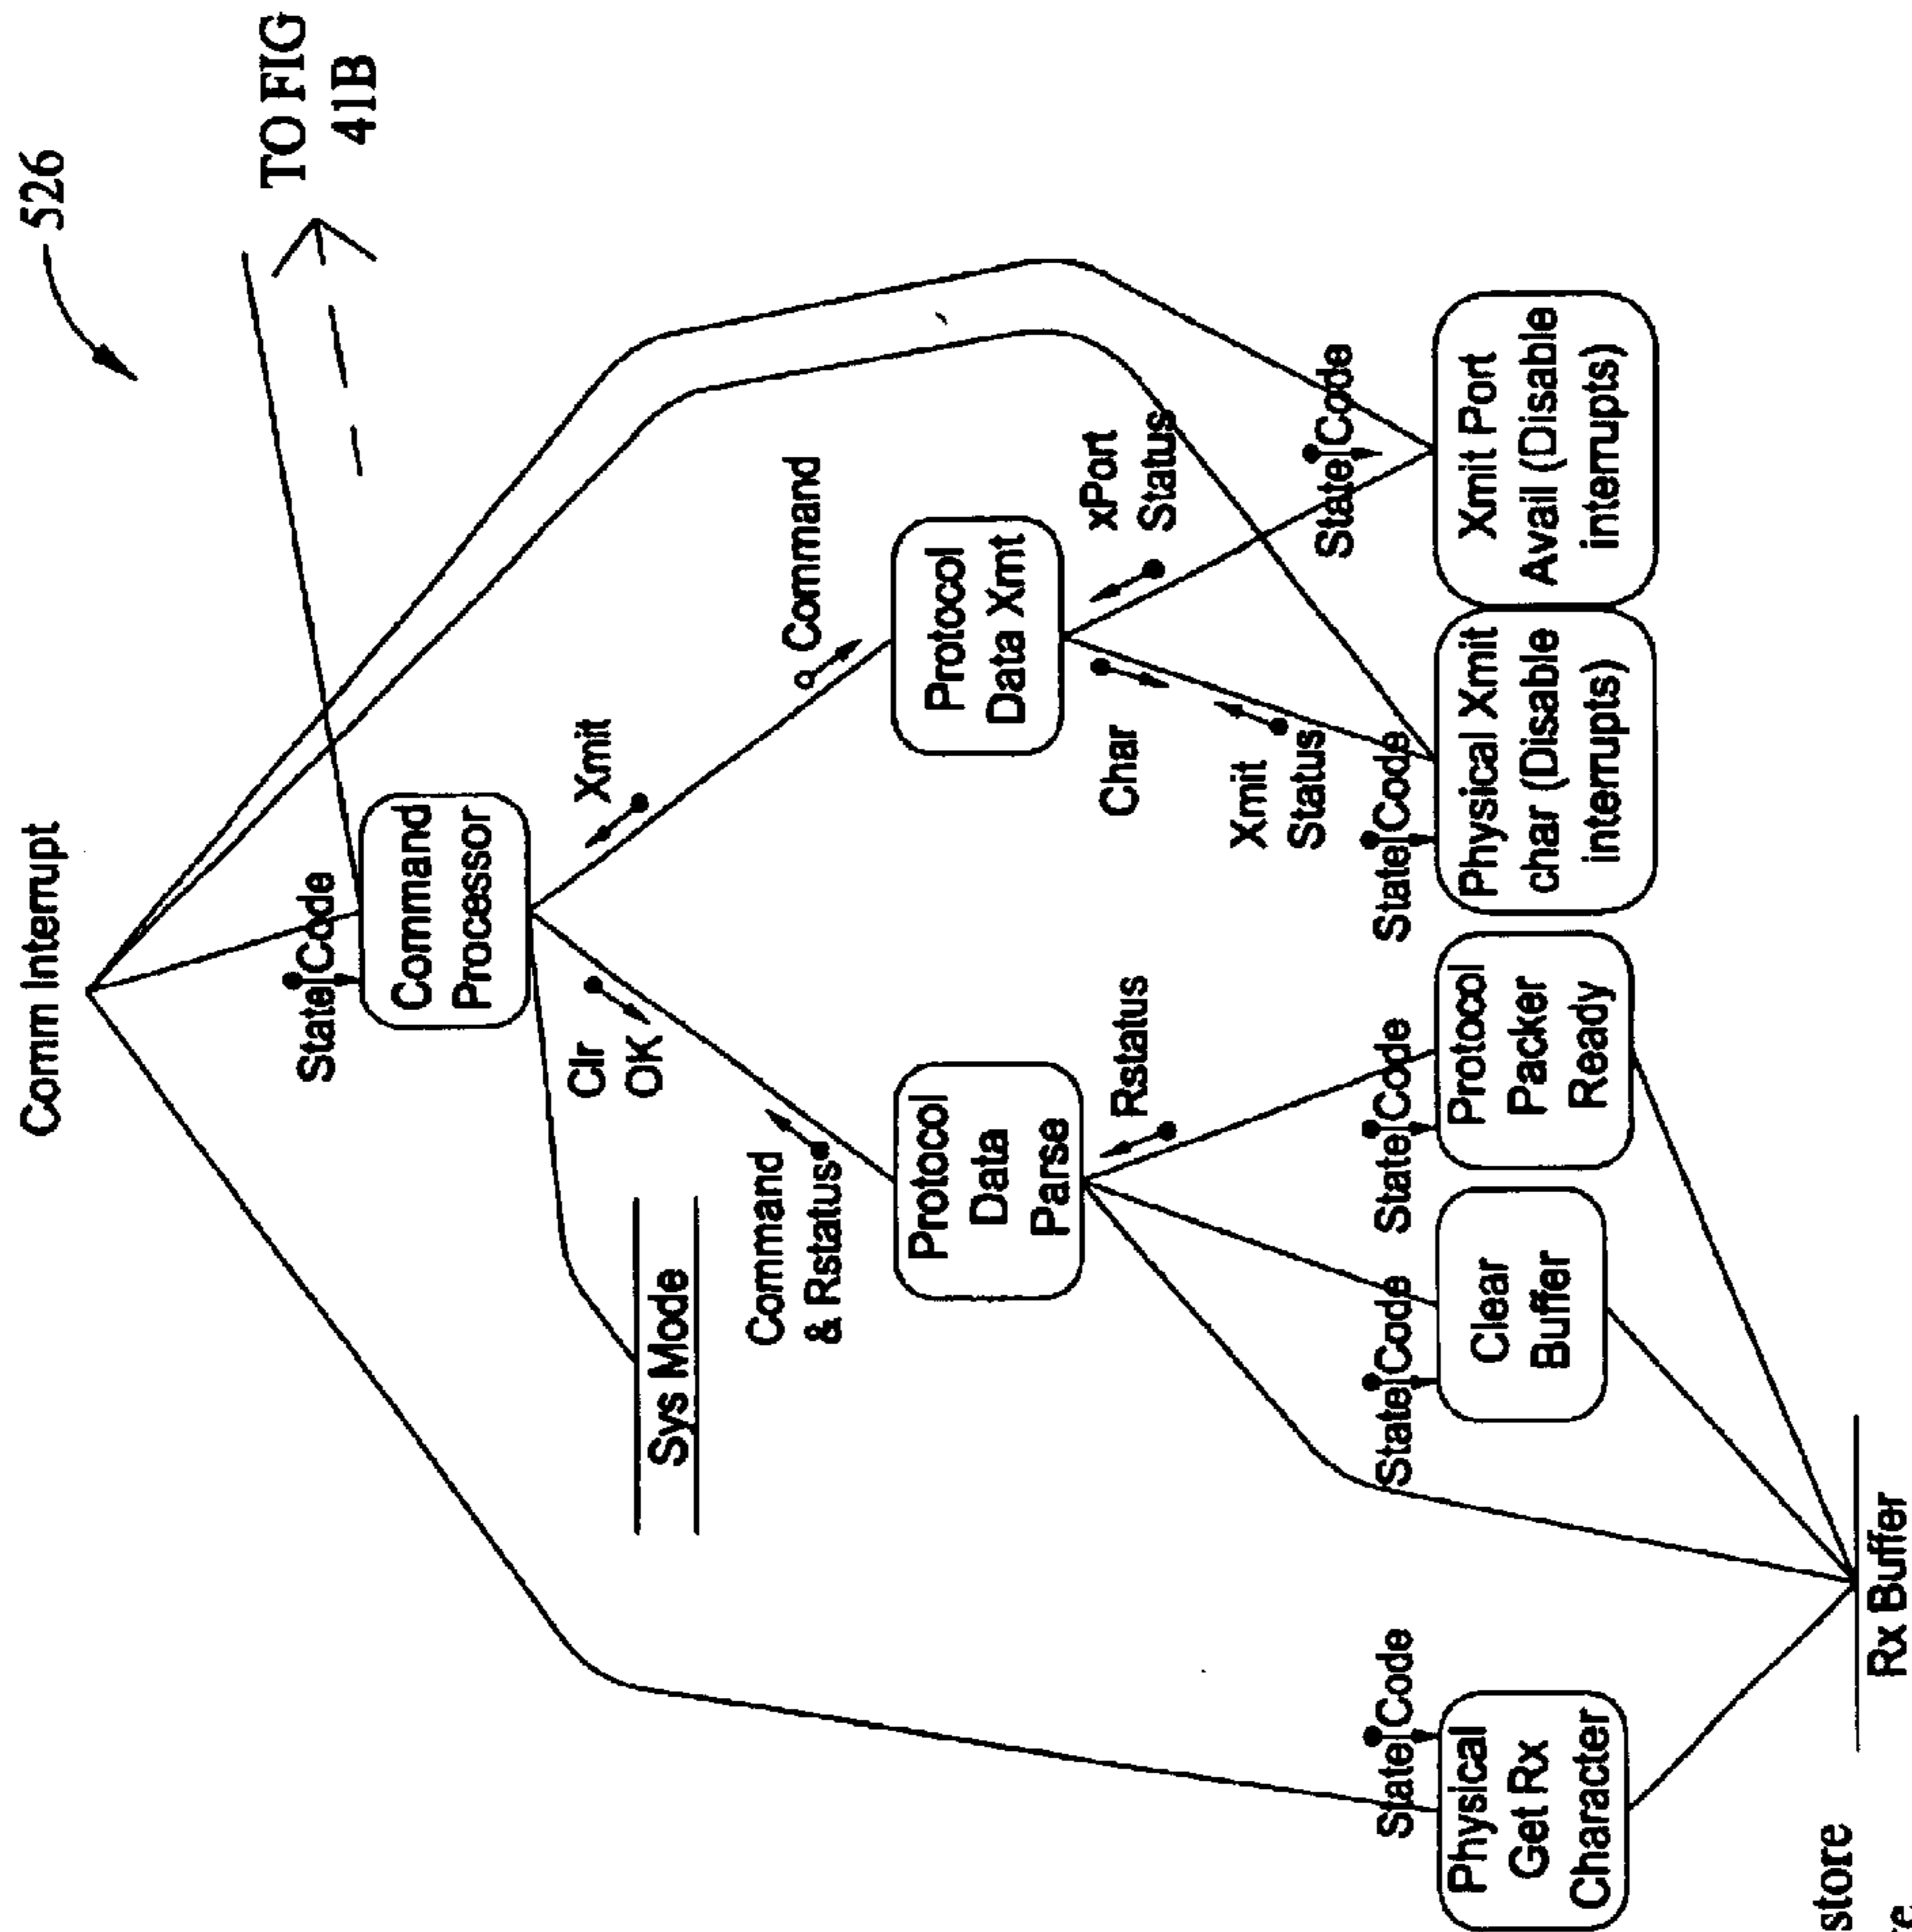 526
TO FIG
41B
Comm Interrupt
State Code
Command
Processor
Clr
OK
Xmit
Sys Mode
Command
& Rstatus
Command
Protocol
Data
Parse
Protocol
Data Xmt
Rstatus
Char
xPort
Status
Xmit
Status
State Code
State Code
State Code
State Code
State Code
Physical
Get Rx
Character
Clear
Buffer
Protocol
Packer
Ready
Physical Xmit
char (Disable
interrupts)
Xmit Port
Avail (Disable
interrupts)
Rx Buffer
store